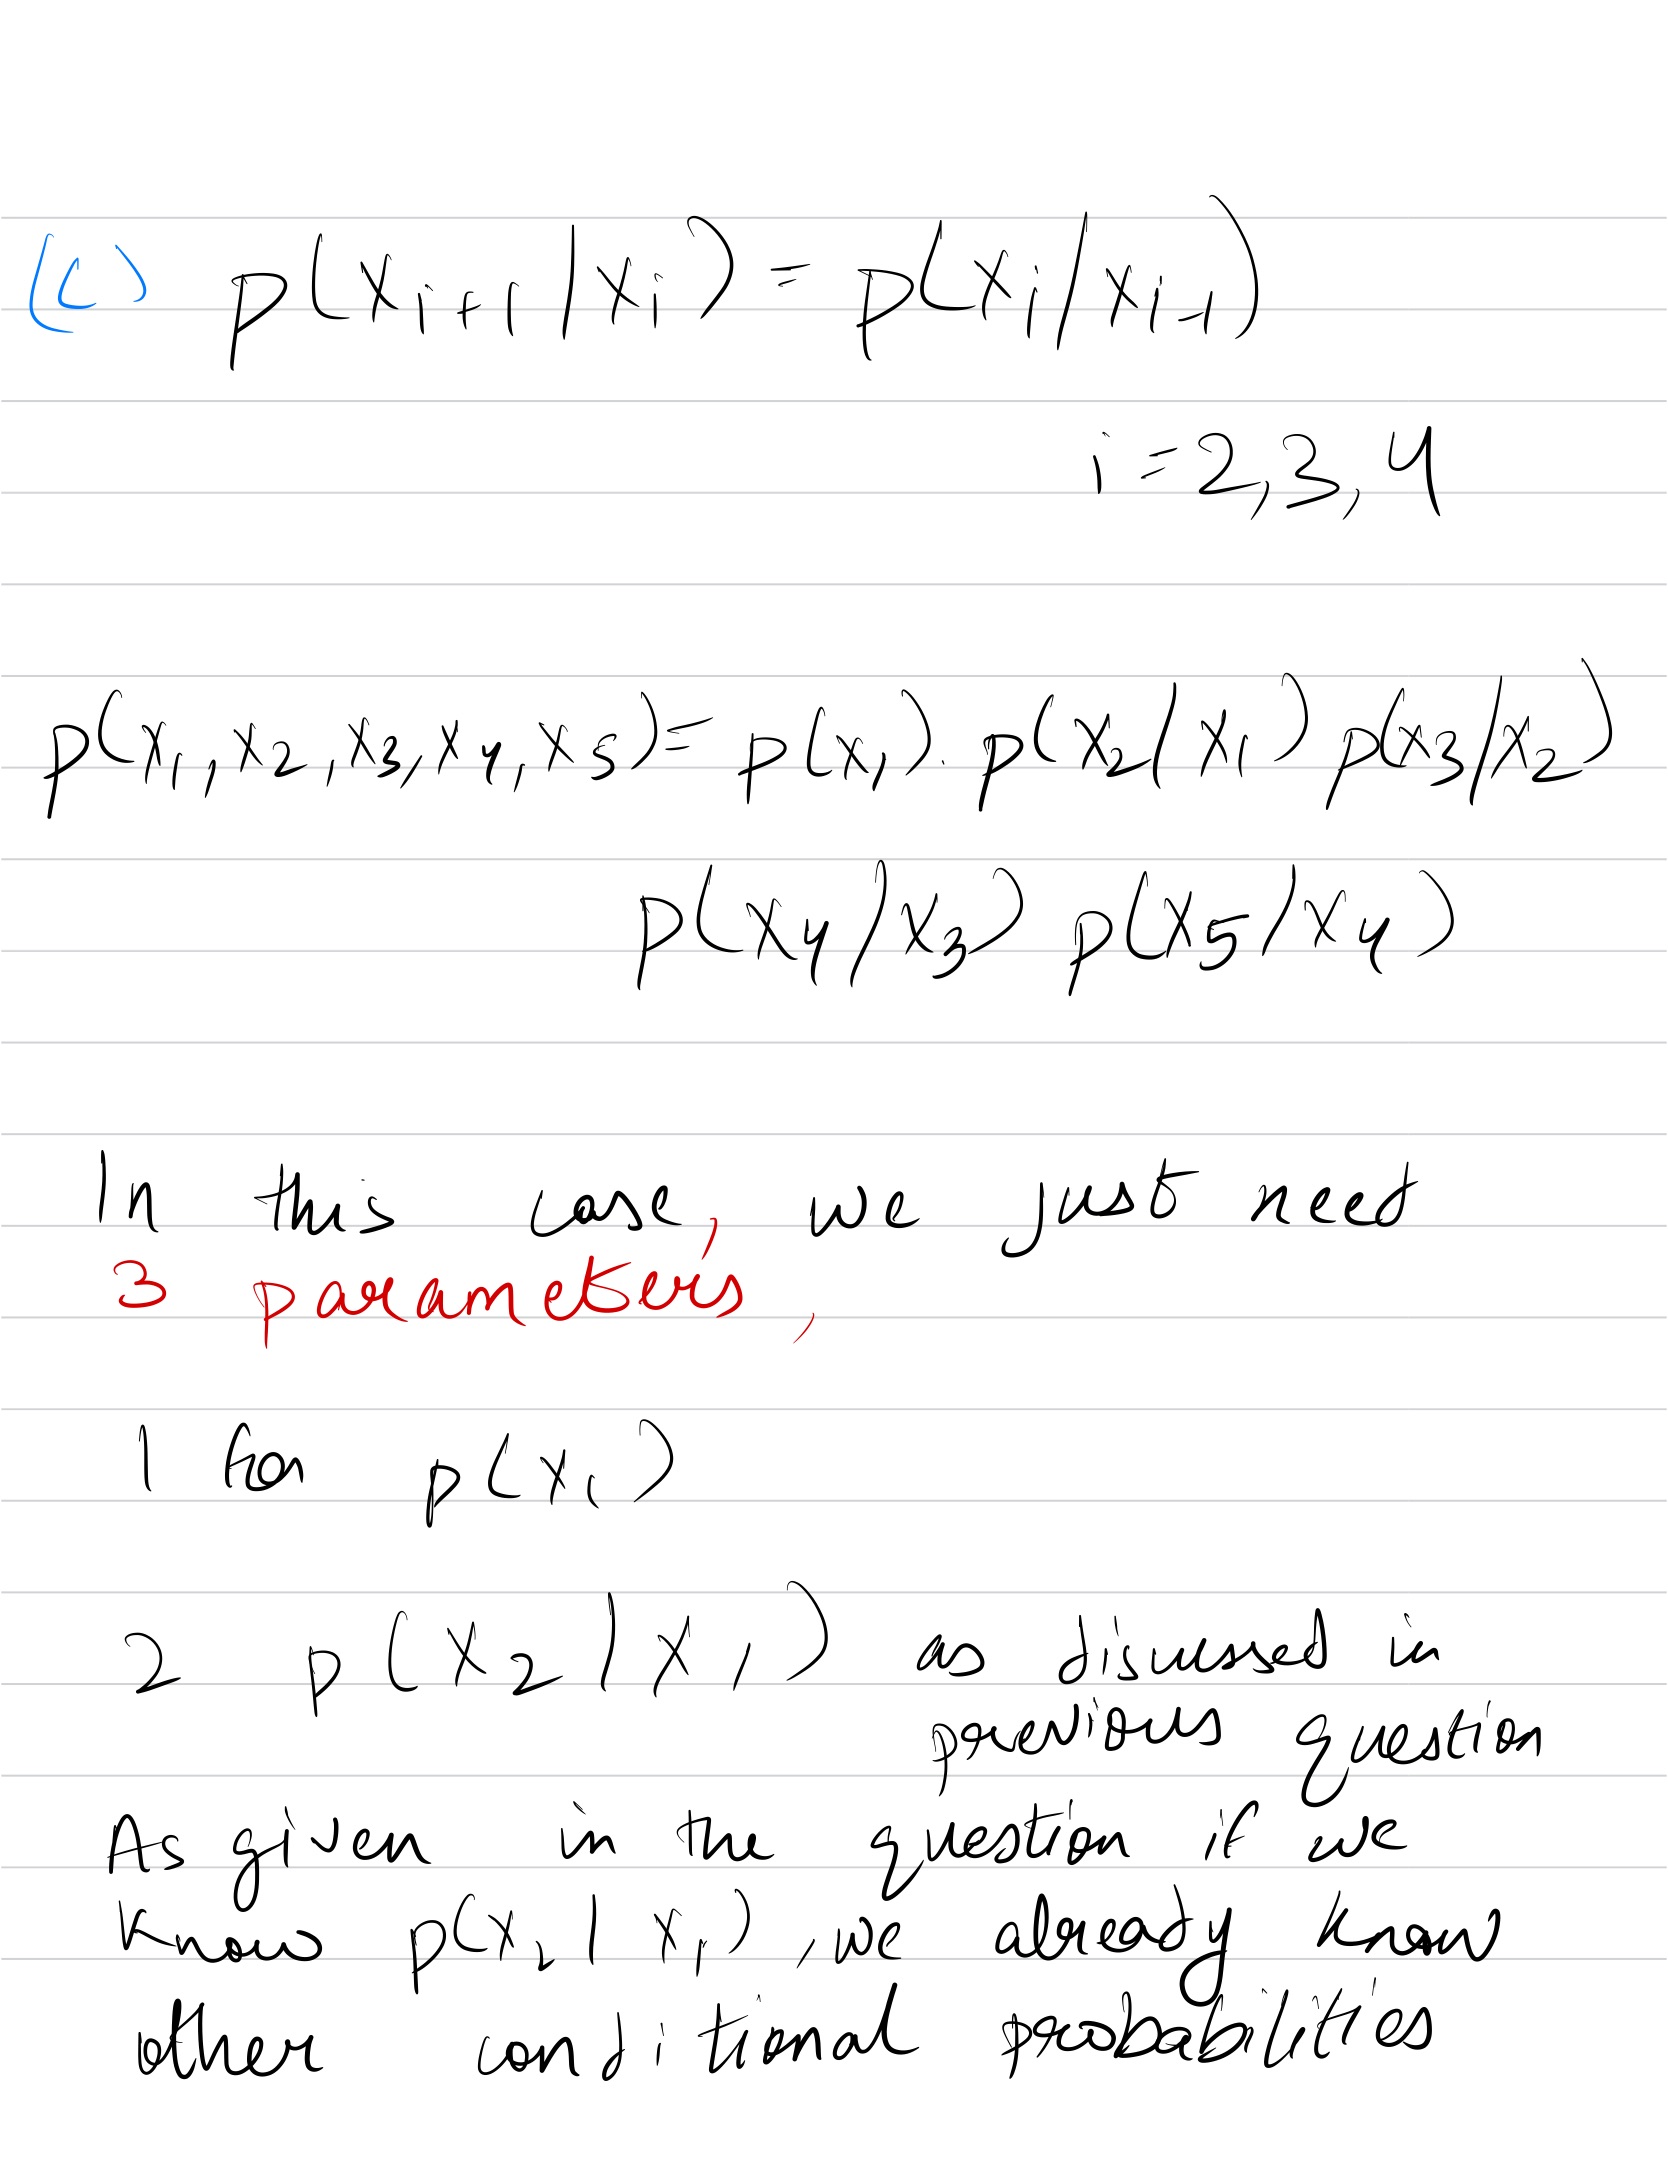 (c) p(x_{i+1}/x_i) = p(x_i/x_{i-1})
i = 2,3,4
p(x_1, x_2, x_3, x_4, x_5) = p(x_1). p(x_2/x_1) p(x_3/x_2)
p(x_4/x_3) p(x_5/x_4)
In this case, we just need
3 parameters,
1 for p(x_1)
2 p(x_2|x_1) as discussed in
previous question
As given in the question if we
know p(x_2|x_1), we already know
other conditional probabilities